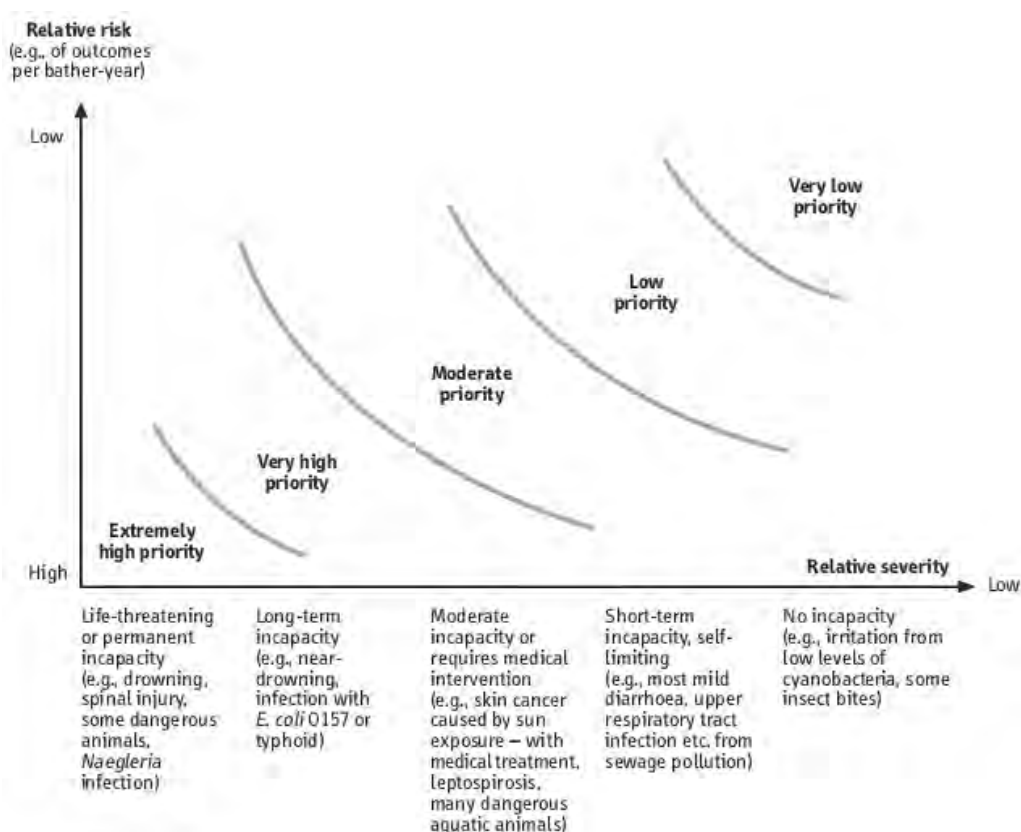 Relative risk
(e.g., of outcomes
per bather-year)
Low
Very low
priority
Low
priority
Moderate
priority
Very high
priority
Extremely
high priority
High
Relative severity
Low
Life-threatening
or permanent
incapacity
(e.g., drowning,
spinal injury,
some dangerous
animals,
Naegleria
infection)
Long-term
incapacity
(e.g., near-
drowning,
infection with
E. coli O157 or
typhoid)
Moderate
incapacity or
requires medical
intervention
(e.g., skin cancer
caused by sun
exposure – with
medical treatment,
leptospirosis,
many dangerous
aquatic animals)
Short-term
incapacity, self-
limiting
(e.g., most mild
diarrhoea, upper
respiratory tract
infection etc. from
sewage pollution)
No incapacity
(e.g., irritation from
low levels of
cyanobacteria, some
insect bites)